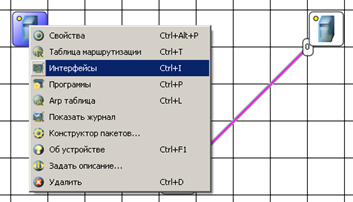 Свойства Ctrl+Alt+P
Таблица маршрутизации Ctrl+T
Интерфейсы Ctrl+I
Программы Ctrl+P
Arp таблица Ctrl+L
Показать журнал
Конструктор пакетов...
Об устройстве Ctrl+F1
Задать описание...
Удалить Ctrl+D
0